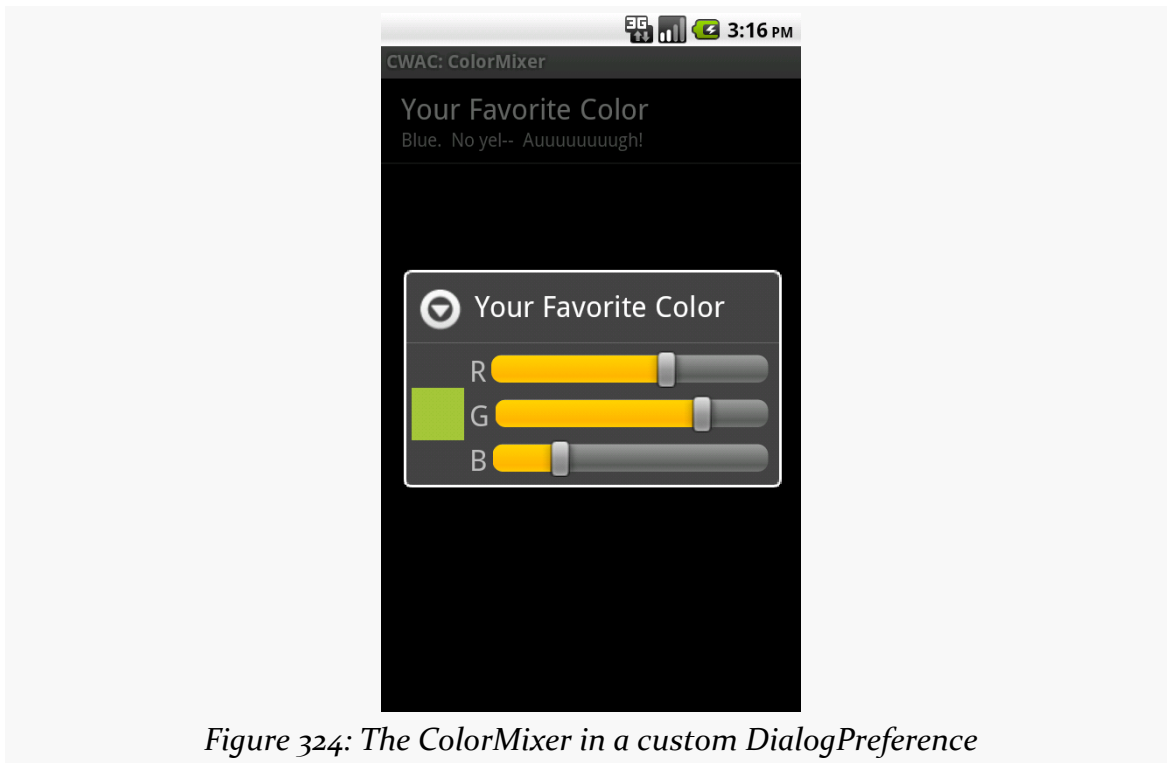 3G 3:16 PM
CWAC: ColorMixer
Your Favorite Color
Blue.  No yel--  Auuuuuuuugh!
Your Favorite Color
R
G
B
Figure 324: The ColorMixer in a custom DialogPreference